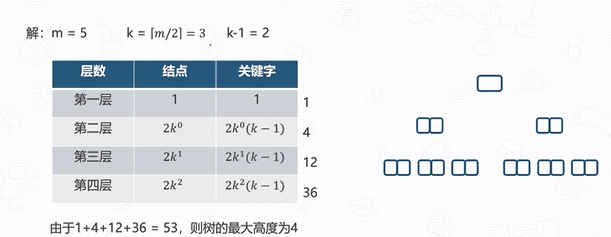 解：m = 5 k = ⌈m/2⌉ = 3 k-1 = 2
层数 结点 关键字
第一层 1 1 1
第二层 2k⁰ 2k⁰(k − 1) 4
第三层 2k¹ 2k¹(k − 1) 12
第四层 2k² 2k²(k − 1) 36
由于1+4+12+36 = 53，则树的最大高度为4